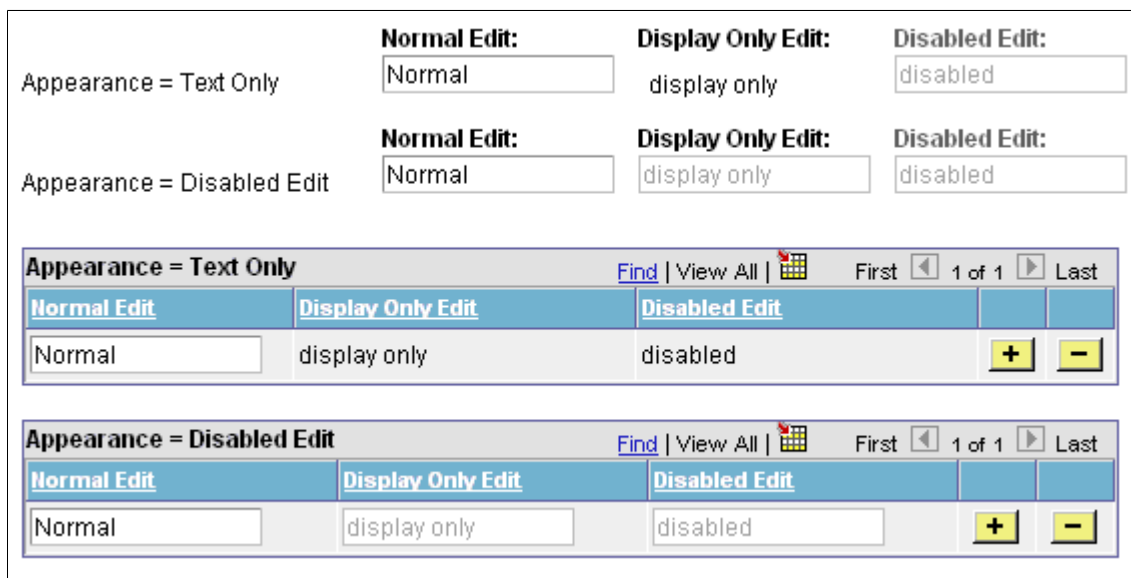 Normal Edit: Display Only Edit: Disabled Edit:
Appearance = Text Only Normal display only disabled
Normal Edit: Display Only Edit: Disabled Edit:
Appearance = Disabled Edit Normal display only disabled
Appearance = Text Only Find | View All | First 1 of 1 Last
Normal Edit Display Only Edit Disabled Edit
Normal display only disabled + -
Appearance = Disabled Edit Find | View All | First 1 of 1 Last
Normal Edit Display Only Edit Disabled Edit
Normal display only disabled + -